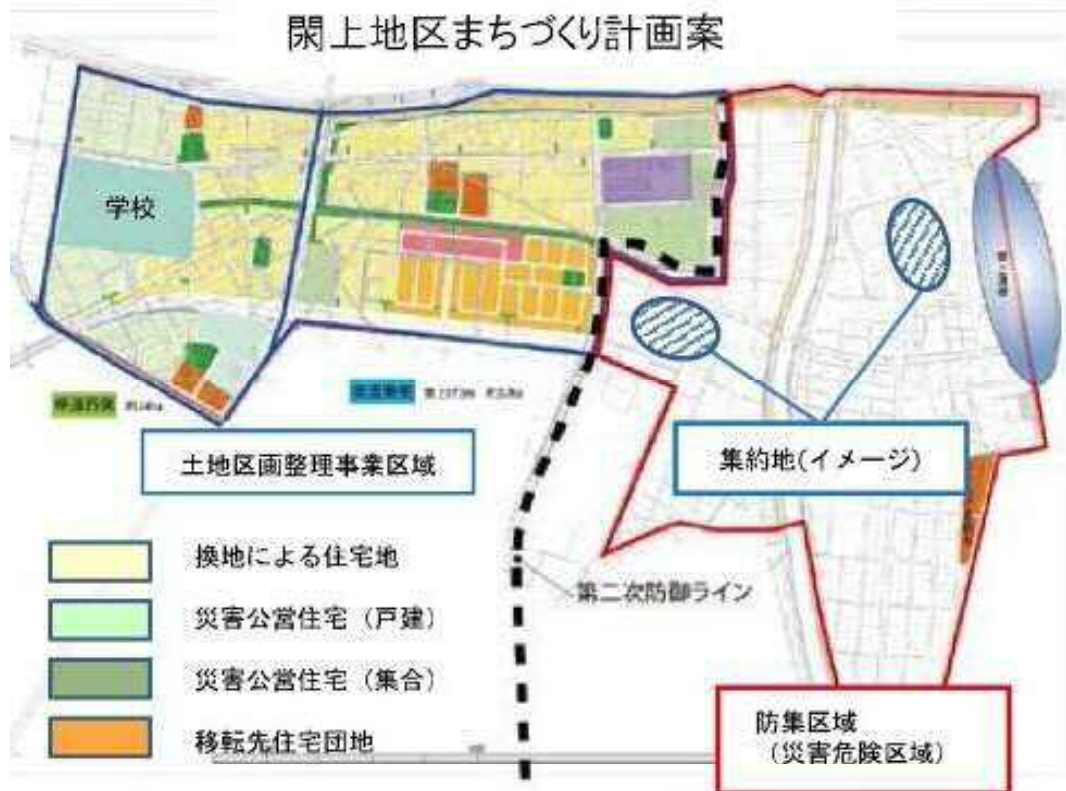 閖上地区まちづくり計画案
学校
集約地(イメージ)
土地区画整理事業区域
換地による住宅地
第二次防御ライン
災害公営住宅（戸建）
災害公営住宅（集合）
移転先住宅団地
防集区域
（災害危険区域）